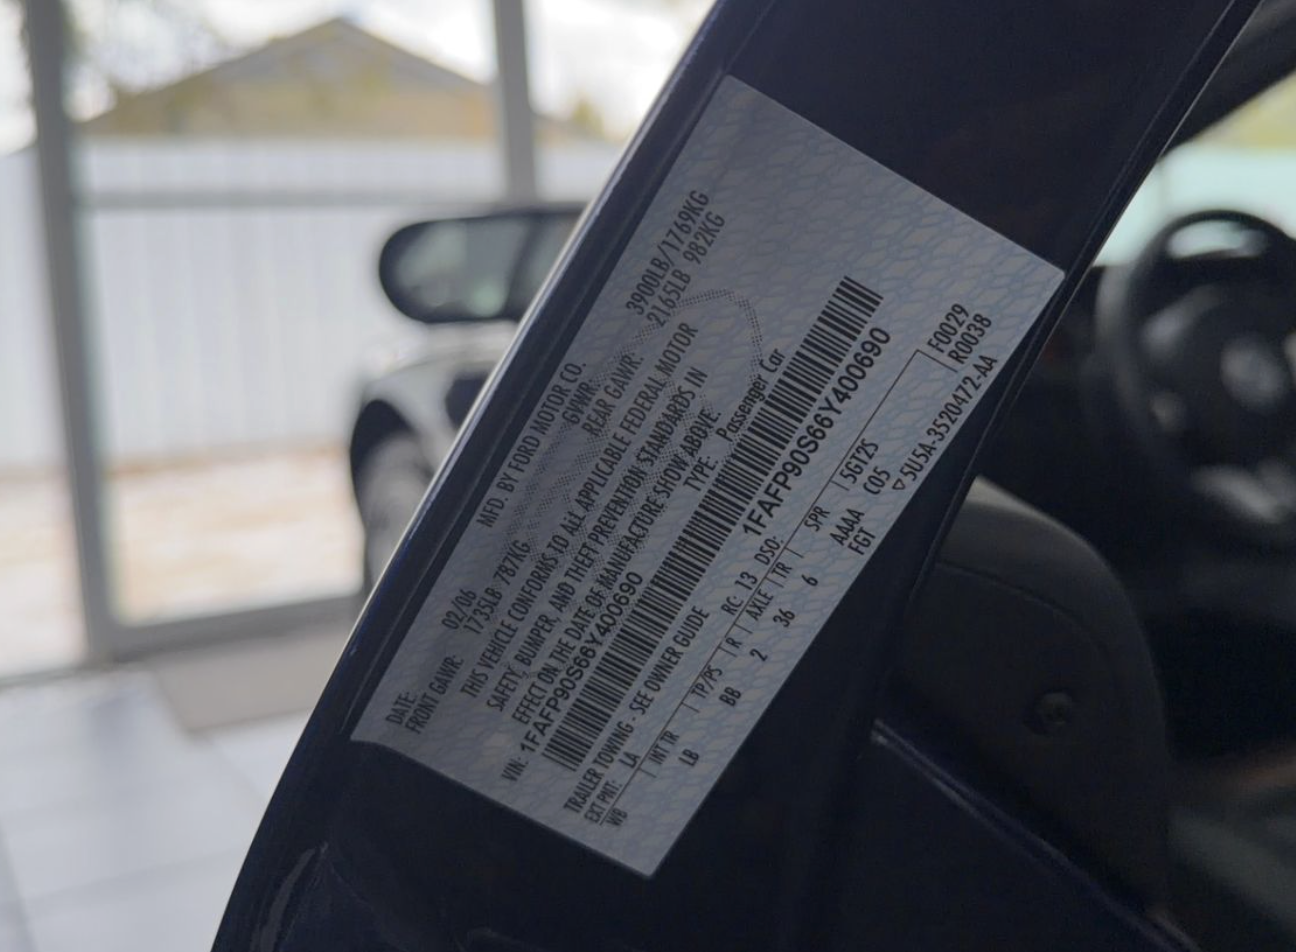 MFD. BY FORD MOTOR CO.
DATE: 02/06 GVWR: 3900LB/1769KG
FRONT GAWR: 1735LB 787KG REAR GAWR: 2165LB 982KG
THIS VEHICLE CONFORMS TO ALL APPLICABLE FEDERAL MOTOR
SAFETY, BUMPER, AND THEFT PREVENTION STANDARDS IN
EFFECT ON THE DATE OF MANUFACTURE SHOW ABOVE.
VIN: 1FAFP90S66Y400690 TYPE: Passenger Car
1FAFP90S66Y400690
TRAILER TOWING - SEE OWNER GUIDE
EXT PNT: LA RC: 13 DSO: F0029
WB INT TR TP/PS R AXLE TR SPR R0038
LB BB 2 36 6 AAAA 5GT2S
FGT C05
▽5U5A-3520472-AA